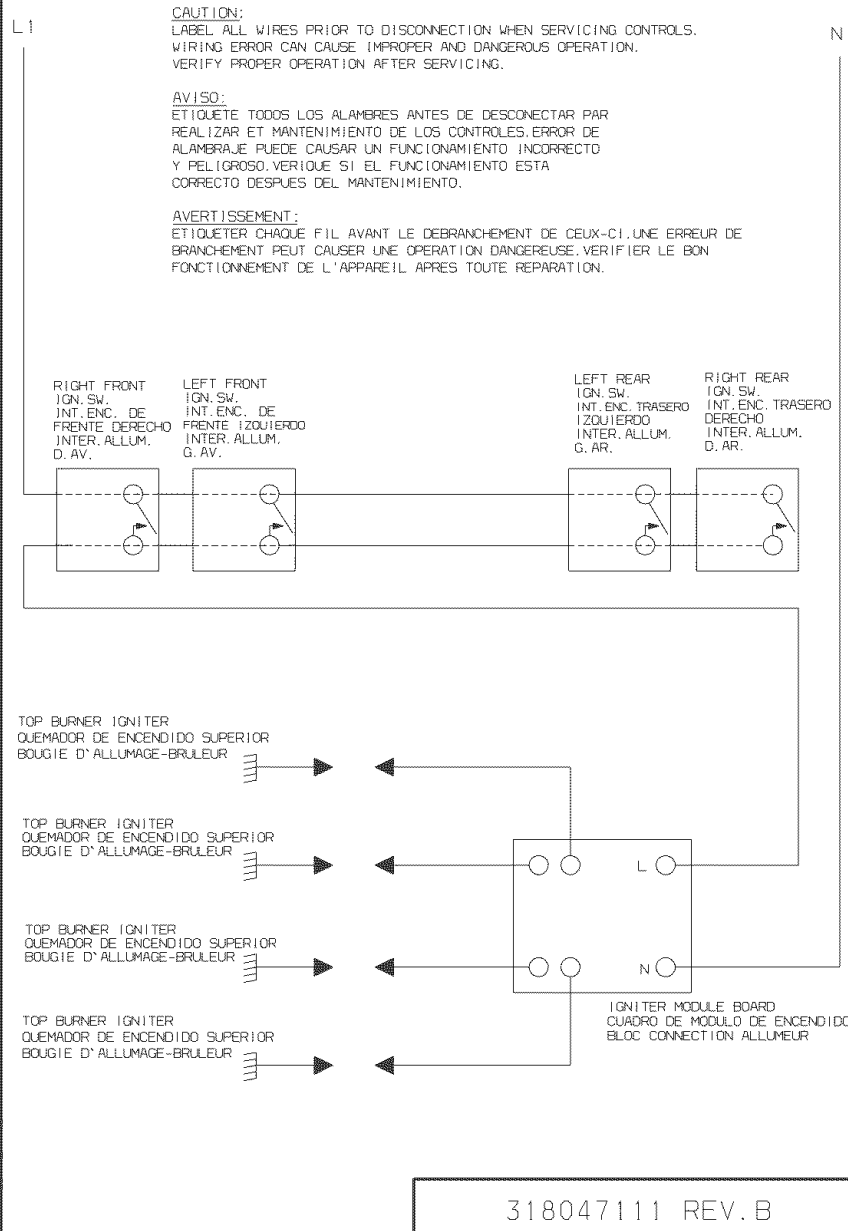 L1
N
CAUTION:
LABEL ALL WIRES PRIOR TO DISCONNECTION WHEN SERVICING CONTROLS.
WIRING ERROR CAN CAUSE IMPROPER AND DANGEROUS OPERATION.
VERIFY PROPER OPERATION AFTER SERVICING.
AVISO:
ETIQUETE TODOS LOS ALAMBRES ANTES DE DESCONECTAR PAR
REALIZAR ET MANTENIMIENTO DE LOS CONTROLES.ERROR DE
ALAMBRAJE PUEDE CAUSAR UN FUNCIONAMIENTO INCORRECTO
Y PELIGROSO.VERIQUE SI EL FUNCIONAMIENTO ESTA
CORRECTO DESPUES DEL MANTENIMIENTO.
AVERTISSEMENT:
ETIQUETER CHAQUE FIL AVANT LE DEBRANCHEMENT DE CEUX-CI.UNE ERREUR DE
BRANCHEMENT PEUT CAUSER UNE OPERATION DANGEREUSE.VERIFIER LE BON
FONCTIONNEMENT DE L'APPAREIL APRES TOUTE REPARATION.
RIGHT FRONT
IGN.SW.
INT.ENC. DE
FRENTE DERECHO
INTER.ALLUM.
D.AV.
LEFT FRONT
IGN.SW.
INT.ENC. DE
FRENTE IZQUIERDO
INTER.ALLUM.
G.AV.
LEFT REAR
IGN.SW.
INT.ENC.TRASERO
IZQUIERDO
INTER.ALLUM.
G.AR.
RIGHT REAR
IGN.SW.
INT.ENC.TRASERO
DERECHO
INTER.ALLUM.
D.AR.
TOP BURNER IGNITER
QUEMADOR DE ENCENDIDO SUPERIOR
BOUGIE D`ALLUMAGE-BRULEUR
TOP BURNER IGNITER
QUEMADOR DE ENCENDIDO SUPERIOR
BOUGIE D`ALLUMAGE-BRULEUR
L
TOP BURNER IGNITER
QUEMADOR DE ENCENDIDO SUPERIOR
BOUGIE D`ALLUMAGE-BRULEUR
N
IGNITER MODULE BOARD
CUADRO DE MODULO DE ENCENDIDO
BLOC CONNECTION ALLUMEUR
TOP BURNER IGNITER
QUEMADOR DE ENCENDIDO SUPERIOR
BOUGIE D`ALLUMAGE-BRULEUR
318047111 REV.B